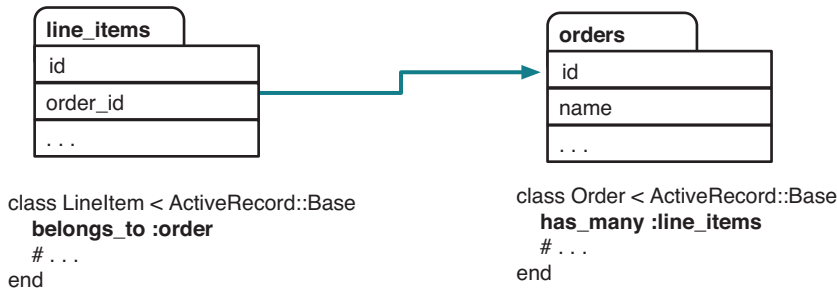 line_items
id
order_id
. . .
orders
id
name
. . .
class LineItem < ActiveRecord::Base
belongs_to :order
# . . .
end
class Order < ActiveRecord::Base
has_many :line_items
# . . .
end